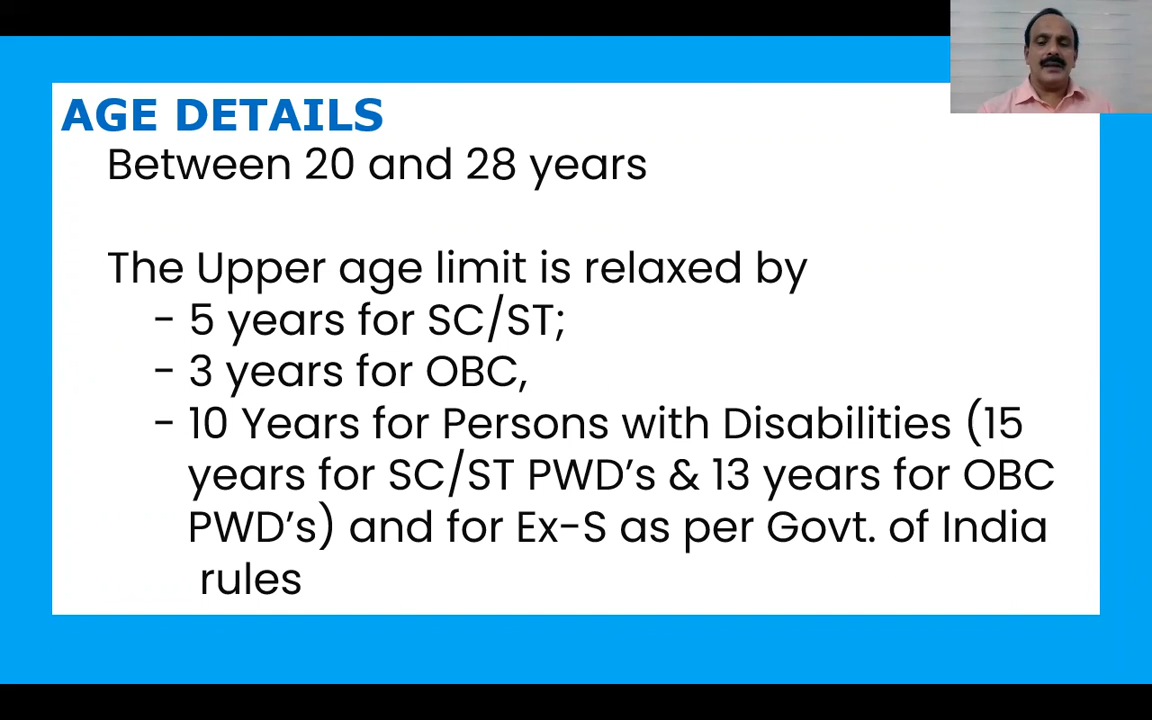 AGE DETAILS
Between 20 and 28 years
The Upper age limit is relaxed by
- 5 years for SC/ST;
- 3 years for OBC,
- 10 Years for Persons with Disabilities (15
years for SC/ST PWD's & 13 years for OBC
PWD's) and for Ex-S as per Govt. of India
rules